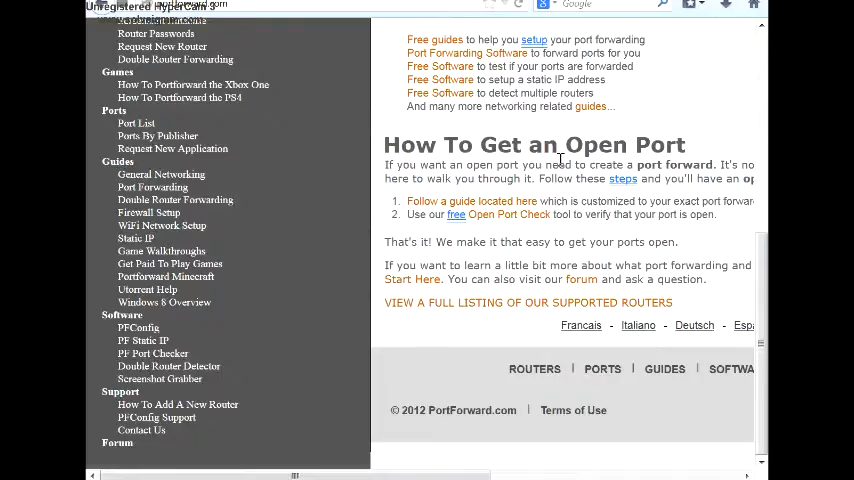 Unregistered HyperCam 3
portforward.com
Google
Router Passwords
Request New Router
Double Router Forwarding
Games
How To Portforward the Xbox One
How To Portforward the PS4
Ports
Port List
Ports By Publisher
Request New Application
Guides
General Networking
Port Forwarding
Double Router Forwarding
Firewall Setup
WiFi Network Setup
Static IP
Game Walkthroughs
Get Paid To Play Games
Portforward Minecraft
Utorrent Help
Windows 8 Overview
Software
PFConfig
PF Static IP
PF Port Checker
Double Router Detector
Screenshot Grabber
Support
How To Add A New Router
PFConfig Support
Contact Us
Forum
Free guides to help you setup your port forwarding
Port Forwarding Software to forward ports for you
Free Software to test if your ports are forwarded
Free Software to setup a static IP address
Free Software to detect multiple routers
And many more networking related guides...
How To Get an Open Port
If you want an open port you need to create a port forward. It's no
here to walk you through it. Follow these steps and you'll have an op
1. Follow a guide located here which is customized to your exact port forwar
2. Use our free Open Port Check tool to verify that your port is open.
That's it! We make it that easy to get your ports open.
If you want to learn a little bit more about what port forwarding and
Start Here. You can also visit our forum and ask a question.
VIEW A FULL LISTING OF OUR SUPPORTED ROUTERS
Francais - Italiano - Deutsch - Espa
ROUTERS | PORTS | GUIDES | SOFTWA
© 2012 PortForward.com | Terms of Use